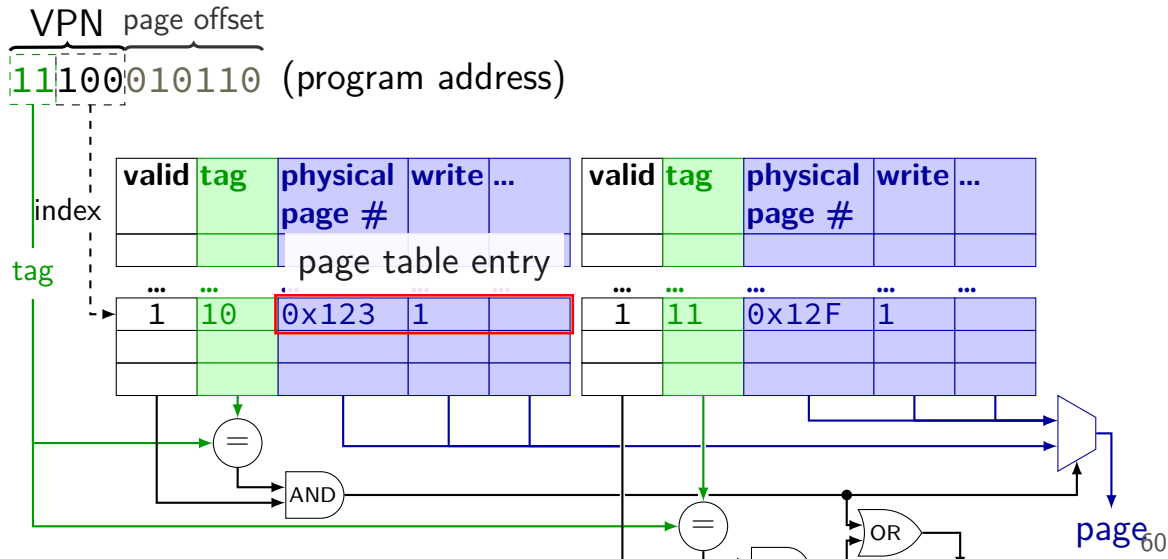 VPN page offset
11100010110 (program address)
valid tag physical page # write ... valid tag physical page # write ...
index
page table entry
tag
... ... ... ... ... ... ... ...
1 10 0x123 1 1 11 0x12F 1
=
AND
=
OR
page
60